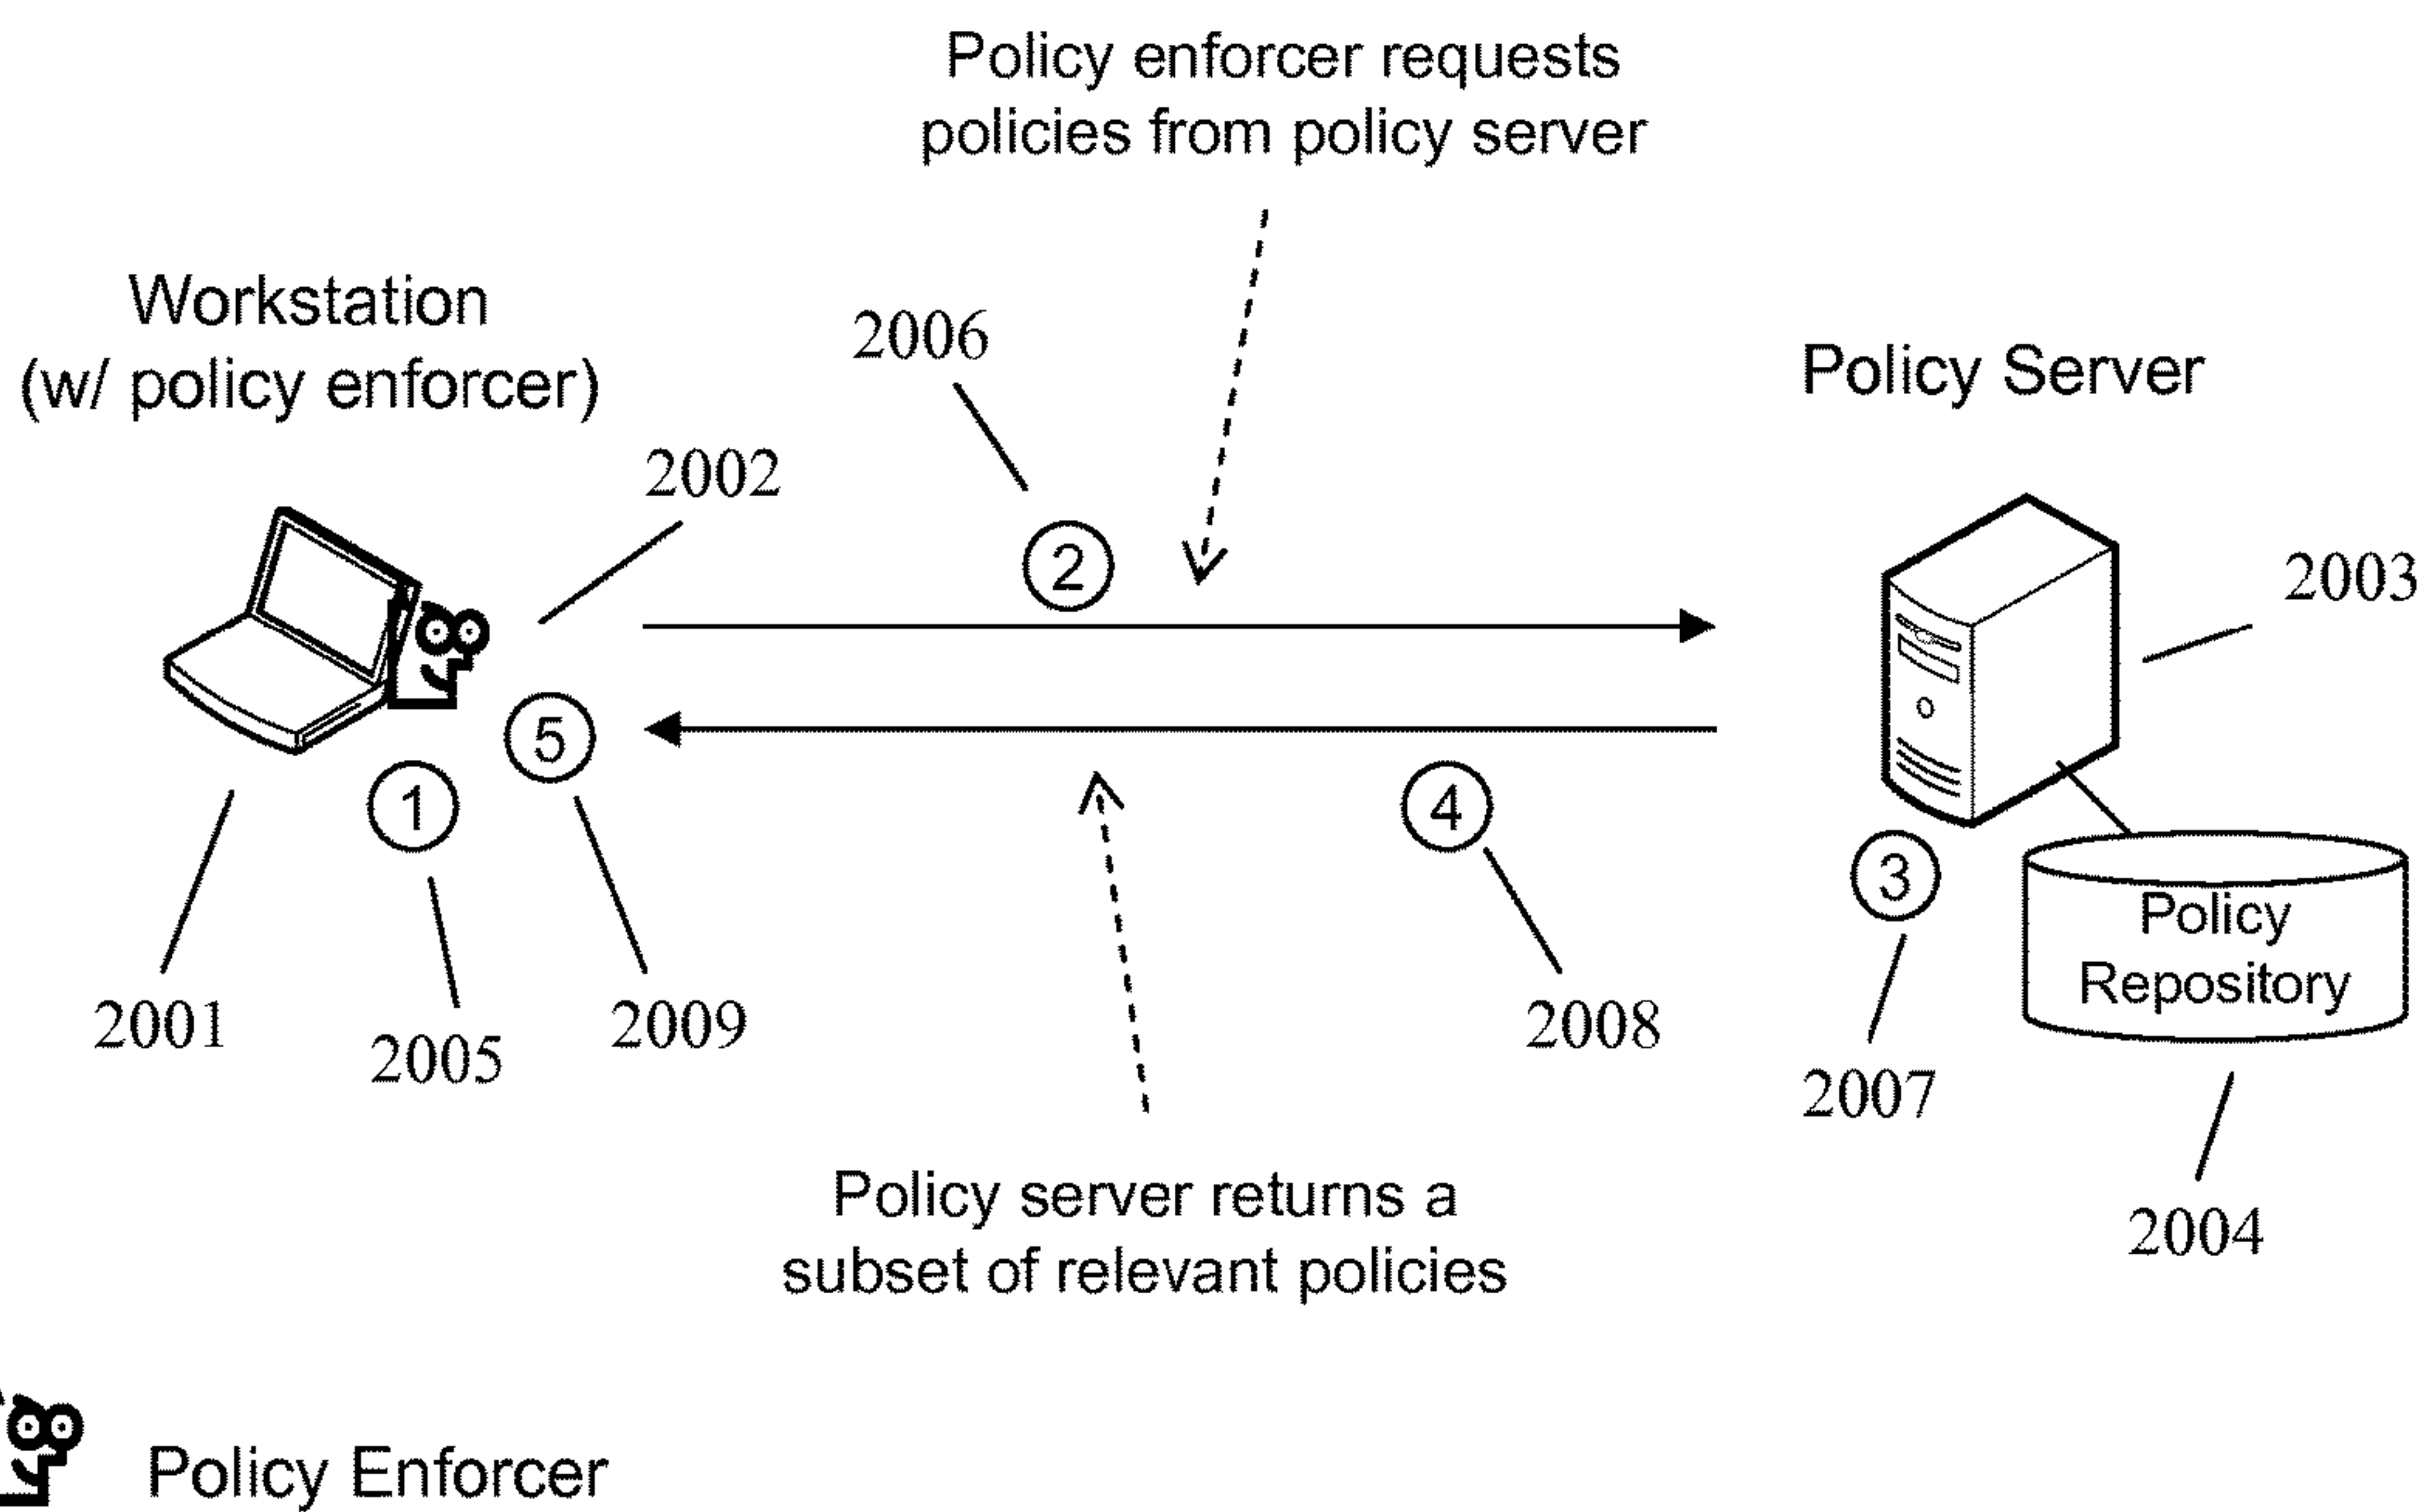 Policy enforcer requests
policies from policy server
Workstation
(w/ policy enforcer)
2006
Policy Server
2002
2003
2
5
1
4
3
Policy
Repository
2001
2005
2009
2008
2007
2004
Policy server returns a
subset of relevant policies
Policy Enforcer